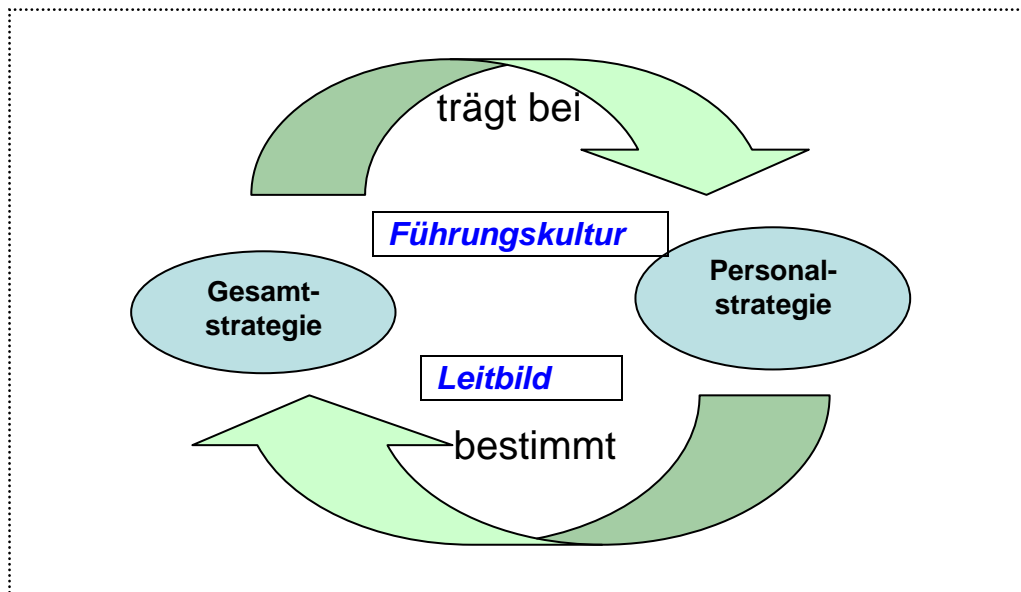 trägt bei
Führungskultur
Gesamt-
strategie
Personal-
strategie
Leitbild
bestimmt